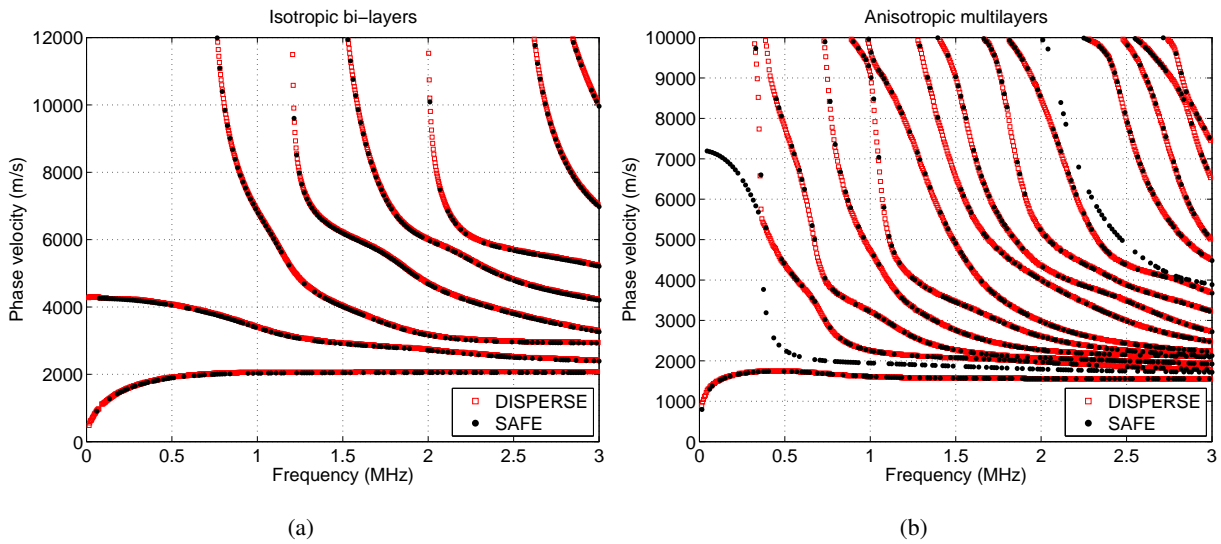 Isotropic bi−layers
12000
10000
8000
6000
4000
2000
0
Phase velocity (m/s)
0 0.5 1 1.5 2 2.5 3
Frequency (MHz)
DISPERSE
SAFE
(a)
Anisotropic multilayers
10000
9000
8000
7000
6000
5000
4000
3000
2000
1000
0
Phase velocity (m/s)
0 0.5 1 1.5 2 2.5 3
Frequency (MHz)
DISPERSE
SAFE
(b)